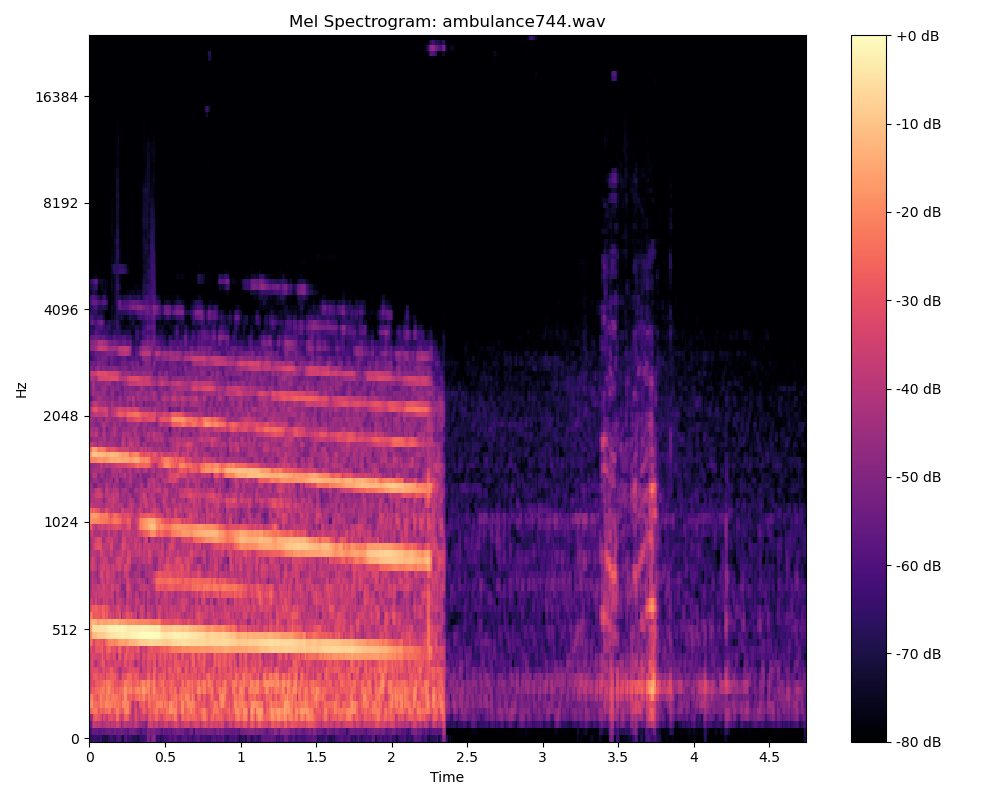 Mel Spectrogram: ambulance744.wav
+0 dB
16384
-10 dB
8192
-20 dB
4096
-30 dB
Hz
-40 dB
2048
-50 dB
1024
-60 dB
512
-70 dB
0
-80 dB
0 0.5 1 1.5 2 2.5 3 3.5 4 4.5
Time